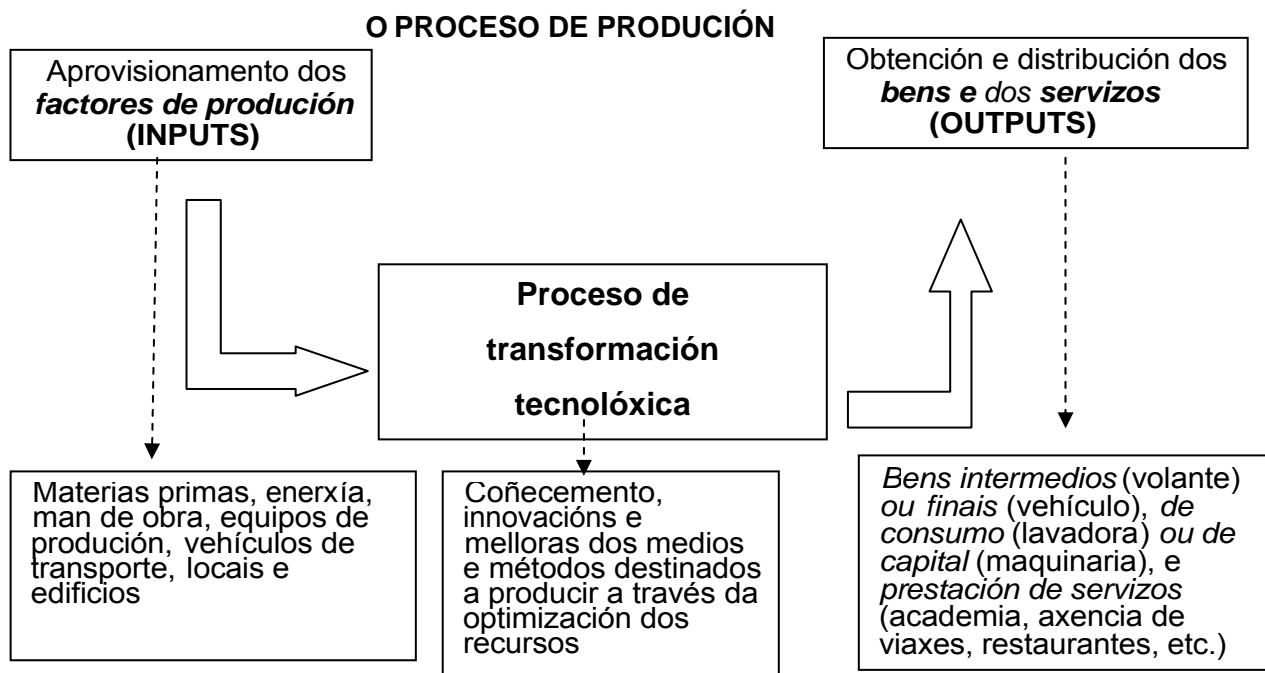 O PROCESO DE PRODUCIÓN
Aprovisionamento dos
factores de produción
(INPUTS)
Obtención e distribución dos
bens e dos servizos
(OUTPUTS)
Proceso de
transformación
tecnolóxica
Materias primas, enerxía,
man de obra, equipos de
produción, vehículos de
transporte, locais e
edificios
Coñecemento,
innovacións e
melloras dos medios
e métodos destinados
a producir a través da
optimización dos
recursos
Bens intermedios (volante)
ou finais (vehículo), de
consumo (lavadora) ou de
capital (maquinaria), e
prestación de servizos
(academia, axencia de
viaxes, restaurantes, etc.)